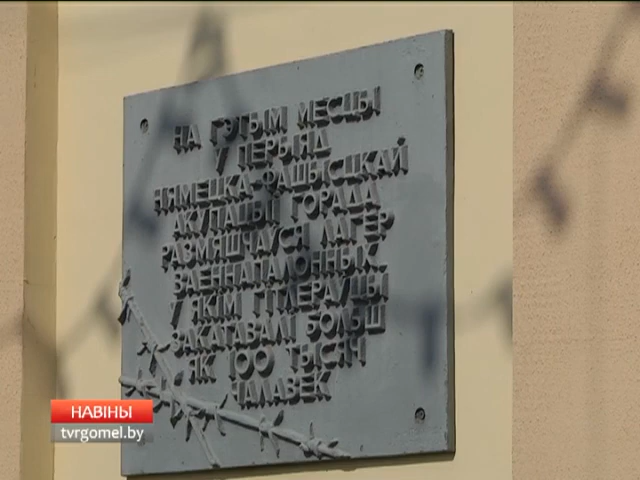 НА ГЭТЫМ МЕСЦЫ
У ПЕРЫЯД
НЯМЕЦКА-ФАШЫСЦКАЙ
АКУПАЦЫІ ГОРАДА
РАЗМЯШЧАЎСЯ ЛАГЕР
ВАЕННАПАЛОННЫХ,
У ЯКІМ ГІТЛЕРАЎЦЫ
ЗАКАТАВАЛІ БОЛЬШ
ЯК 100 ТЫСЯЧ
ЧАЛАВЕК
НАВІНЫ
tvrgomel.by